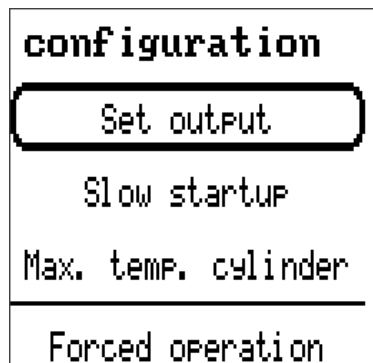 configuration
Set output
Slow startup
Max. temp. cylinder
Forced operation